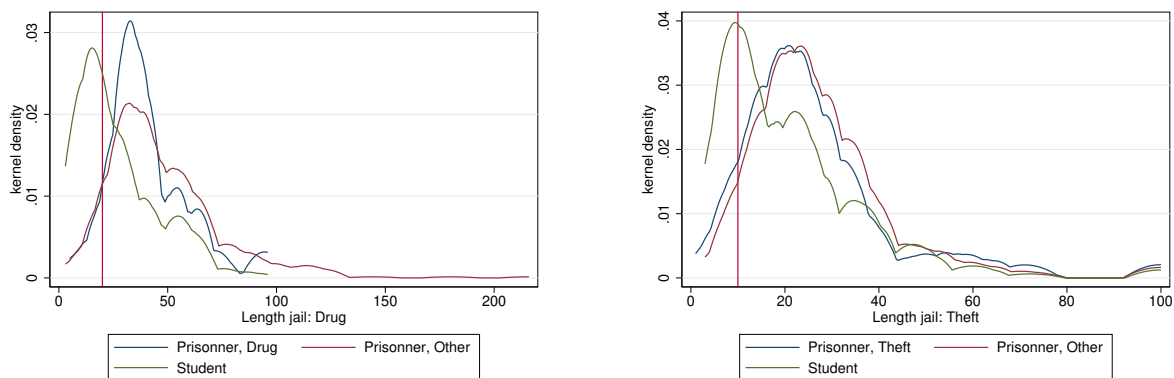 kernel density
.03
.02
.01
0
0 50 100 150 200
Length jail: Drug
Prisonner, Drug Prisonner, Other
Student
kernel density
.04
.03
.02
.01
0
0 20 40 60 80 100
Length jail: Theft
Prisonner, Theft Prisonner, Other
Student